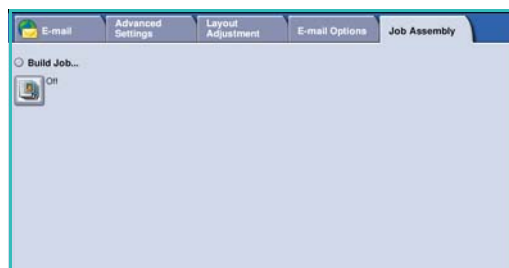 E-mail
Advanced
Settings
Layout
Adjustment
E-mail Options
Job Assembly
Build Job...
Off